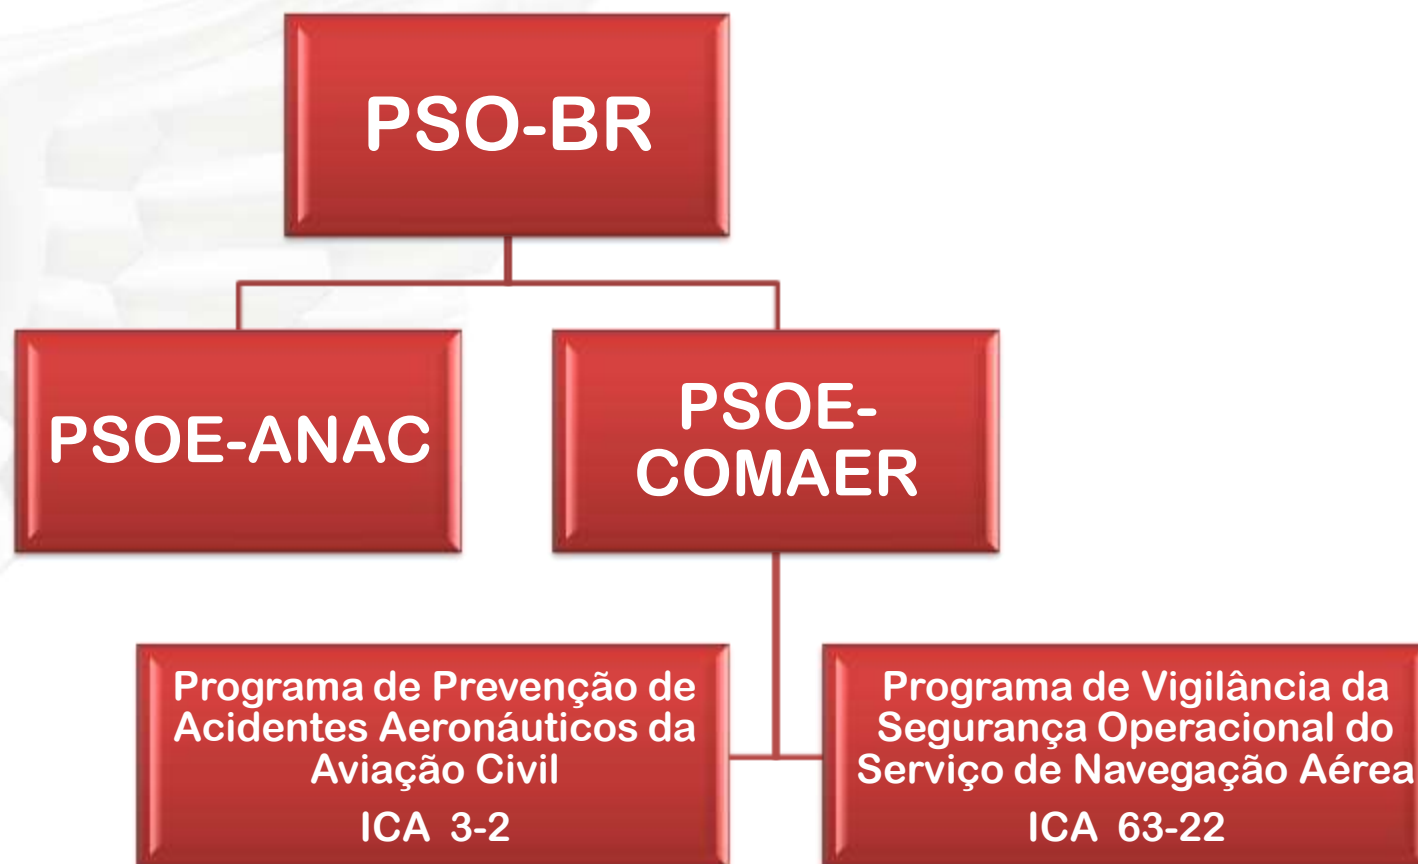 PSO-BR
PSOE-ANAC
PSOE-
COMAER
Programa de Prevenção de
Acidentes Aeronáuticos da
Aviação Civil
ICA 3-2
Programa de Vigilância da
Segurança Operacional do
Serviço de Navegação Aérea
ICA 63-22